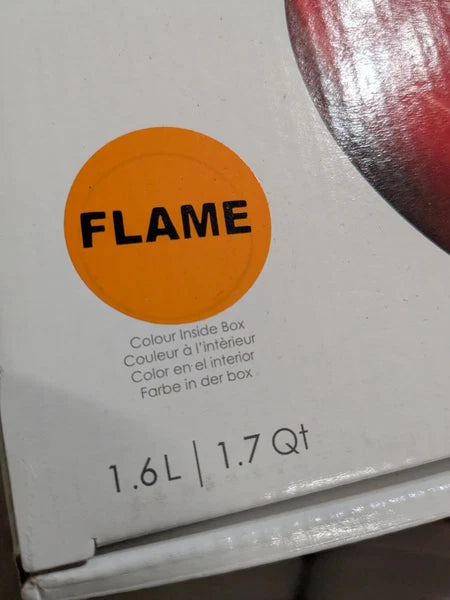 FLAME
Colour Inside Box
Couleur à l'intèrieur
Color en el interior
Farbe in der box
1.6L | 1.7 Qt